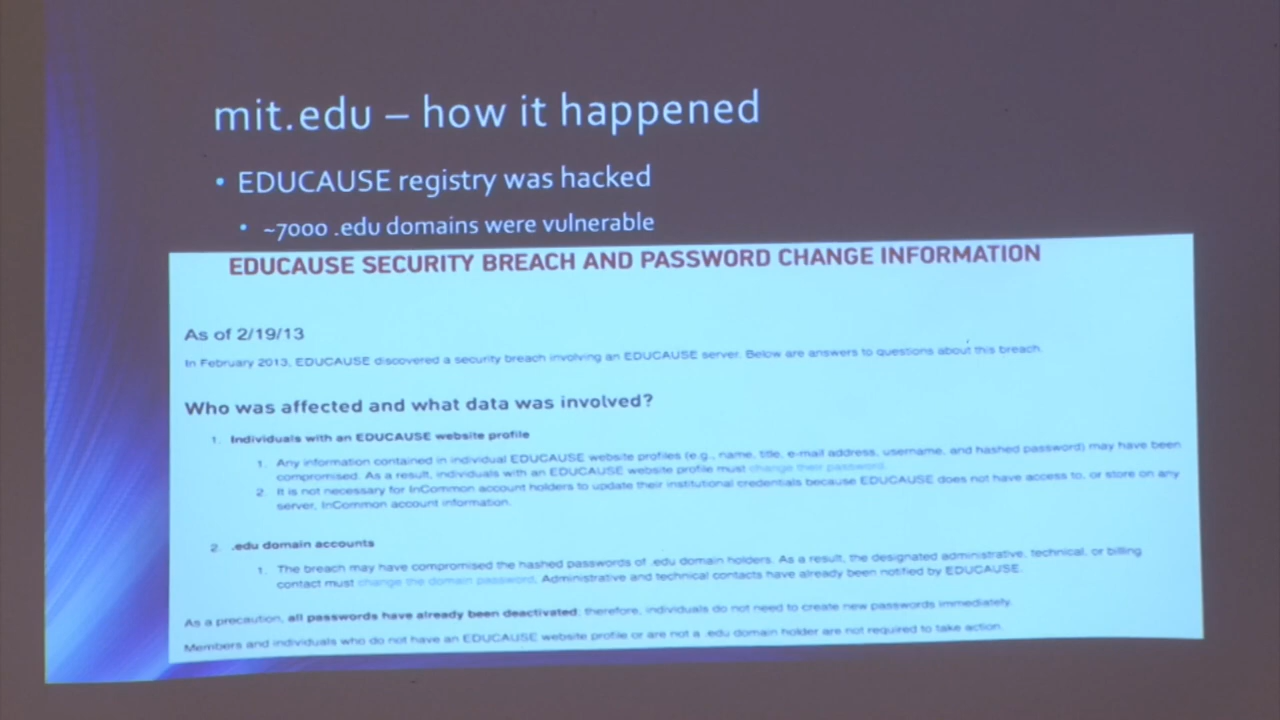 mit.edu – how it happened
• EDUCAUSE registry was hacked
• ~7000 .edu domains were vulnerable
EDUCAUSE SECURITY BREACH AND PASSWORD CHANGE INFORMATION
As of 2/19/13
In February 2013, EDUCAUSE discovered a security breach involving an EDUCAUSE server. Below are answers to questions about this breach.
Who was affected and what data was involved?
1. Individuals with an EDUCAUSE website profile
1. Any information contained in individual EDUCAUSE website profiles (e.g., name, title, e-mail address, username, and hashed password) may have been
compromised. As a result, individuals with an EDUCAUSE website profile must change their password.
2. It is not necessary for InCommon account holders to update their institutional credentials because EDUCAUSE does not have access to, or store on any
server, InCommon account information.
2. .edu domain accounts
1. The breach may have compromised the hashed passwords of .edu domain holders. As a result, the designated administrative, technical, or billing
contact must change the domain password. Administrative and technical contacts have already been notified by EDUCAUSE.
As a precaution, all passwords have already been deactivated; therefore, individuals do not need to create new passwords immediately.
Members and individuals who do not have an EDUCAUSE website profile or are not a .edu domain holder are not required to take action.